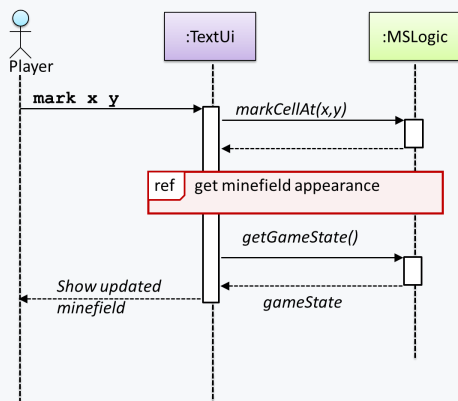 :TextUi
:MSLogic
Player
mark x y
markCellAt(x,y)
ref
get minefield appearance
getGameState()
Show updated
minefield
gameState